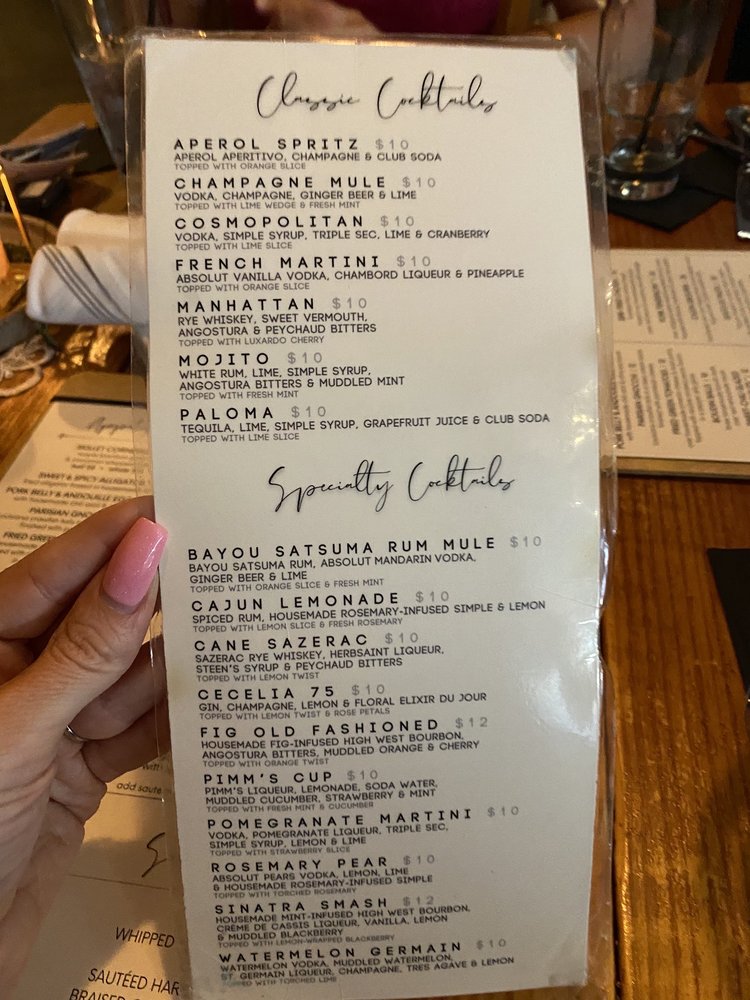 Classic Cocktails
APEROL SPRITZ $10
APEROL APERITIVO, CHAMPAGNE & CLUB SODA
TOPPED WITH ORANGE SLICE
CHAMPAGNE MULE $10
VODKA, CHAMPAGNE, GINGER BEER & LIME
TOPPED WITH LIME WEDGE & FRESH MINT
COSMOPOLITAN $10
VODKA, SIMPLE SYRUP, TRIPLE SEC, LIME & CRANBERRY
TOPPED WITH LIME SLICE
FRENCH MARTINI $10
ABSOLUT VANILLA VODKA, CHAMBORD LIQUEUR & PINEAPPLE
TOPPED WITH ORANGE SLICE
MANHATTAN $10
RYE WHISKEY, SWEET VERMOUTH,
ANGOSTURA & PEYCHAUD BITTERS
TOPPED WITH LUXARDO CHERRY
MOJITO $10
WHITE RUM, LIME, SIMPLE SYRUP,
ANGOSTURA BITTERS & MUDDLED MINT
TOPPED WITH FRESH MINT
PALOMA $10
TEQUILA, LIME, SIMPLE SYRUP, GRAPEFRUIT JUICE & CLUB SODA
TOPPED WITH LIME SLICE
Specialty Cocktails
BAYOU SATSUMA RUM MULE $10
BAYOU SATSUMA RUM, ABSOLUT MANDARIN VODKA,
GINGER BEER & LIME
TOPPED WITH ORANGE SLICE & FRESH MINT
CAJUN LEMONADE $10
SPICED RUM, HOUSEMADE ROSEMARY-INFUSED SIMPLE & LEMON
TOPPED WITH LEMON SLICE & FRESH ROSEMARY
CANE SAZERAC $10
SAZERAC RYE WHISKEY, HERBSAINT LIQUEUR,
STEEN'S SYRUP & PEYCHAUD BITTERS
TOPPED WITH LEMON TWIST
CECELIA 75 $10
GIN, CHAMPAGNE, LEMON & FLORAL ELIXIR DU JOUR
TOPPED WITH LEMON TWIST & ROSE PETALS
FIG OLD FASHIONED $12
HOUSEMADE FIG-INFUSED HIGH WEST BOURBON,
ANGOSTURA BITTERS, MUDDLED ORANGE & CHERRY
TOPPED WITH ORANGE TWIST
PIMM'S CUP $10
PIMM'S LIQUEUR, LEMONADE, SODA WATER,
MUDDLED CUCUMBER, STRAWBERRY & MINT
TOPPED WITH FRESH MINT & CUCUMBER
POMEGRANATE MARTINI $10
VODKA, POMEGRANATE LIQUEUR, TRIPLE SEC,
SIMPLE SYRUP, LEMON & LIME
TOPPED WITH STRAWBERRY SLICE
ROSEMARY PEAR $10
ABSOLUT PEARS VODKA, LEMON, LIME
& HOUSEMADE ROSEMARY-INFUSED SIMPLE
TOPPED WITH TORCHED ROSEMARY
SINATRA SMASH $12
HOUSEMADE MINT-INFUSED HIGH WEST BOURBON,
CREME DE CASSIS LIQUEUR, VANILLA, LEMON
& MUDDLED BLACKBERRY
TOPPED WITH LEMON-WRAPPED BLACKBERRY
WATERMELON GERMAIN $10
WATERMELON VODKA, MUDDLED WATERMELON,
ST. GERMAIN LIQUEUR, CHAMPAGNE, TRES AGAVE & LEMON
TOPPED WITH TORCHED LIME
SWEET & SPICY
PORK BELLY & ANDOUILLE
PARISIAN
FRIED GREEN
WHIPPED
SAUTÉED